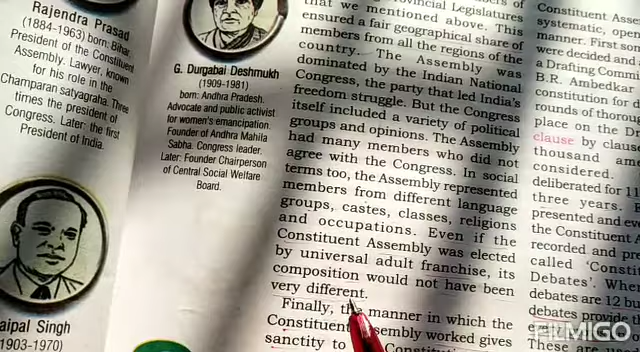 Rajendra Prasad
(1884-1963) born: Bihar.
President of the Constituent
Assembly. Lawyer, known
for his role in the
Champaran satyagraha. Three
times the president of
Congress. Later: the first
President of India.
aipal Singh
(1903-1970)
G. Durgabai Deshmukh
(1909-1981)
born: Andhra Pradesh.
Advocate and public activist
for women's emancipation.
Founder of Andhra Mahila
Sabha. Congress leader.
Later: Founder Chairperson
of Central Social Welfare
Board.
Provincial Legislatures
that we mentioned above. This
ensured a fair geographical share of
members from all the regions of the
country. The Assembly was
dominated by the Indian National
Congress, the party that led India's
freedom struggle. But the Congress
itself included a variety of political
groups and opinions. The Assembly
had many members who did not
agree with the Congress. In social
terms too, the Assembly represented
members from different language
groups, castes, classes, religions
and occupations. Even if the
Constituent Assembly was elected
by universal adult franchise, its
composition would not have been
very different.
Finally, the manner in which the
Constituent Assembly worked gives
sanctity to Constitu
Constituent Asse
systematic, open
manner. First som
were decided and
a Drafting Comm
B.R. Ambedkar
constitution for
rounds of thorou
place on the D
clause by clause
thousand am
considered.
deliberated for 11
three years.
presented and eve
the Constituent A
recorded and pre
called 'Consti
Debates'. When
debates are 12 bu
debates provide
These are u
FILMIGO